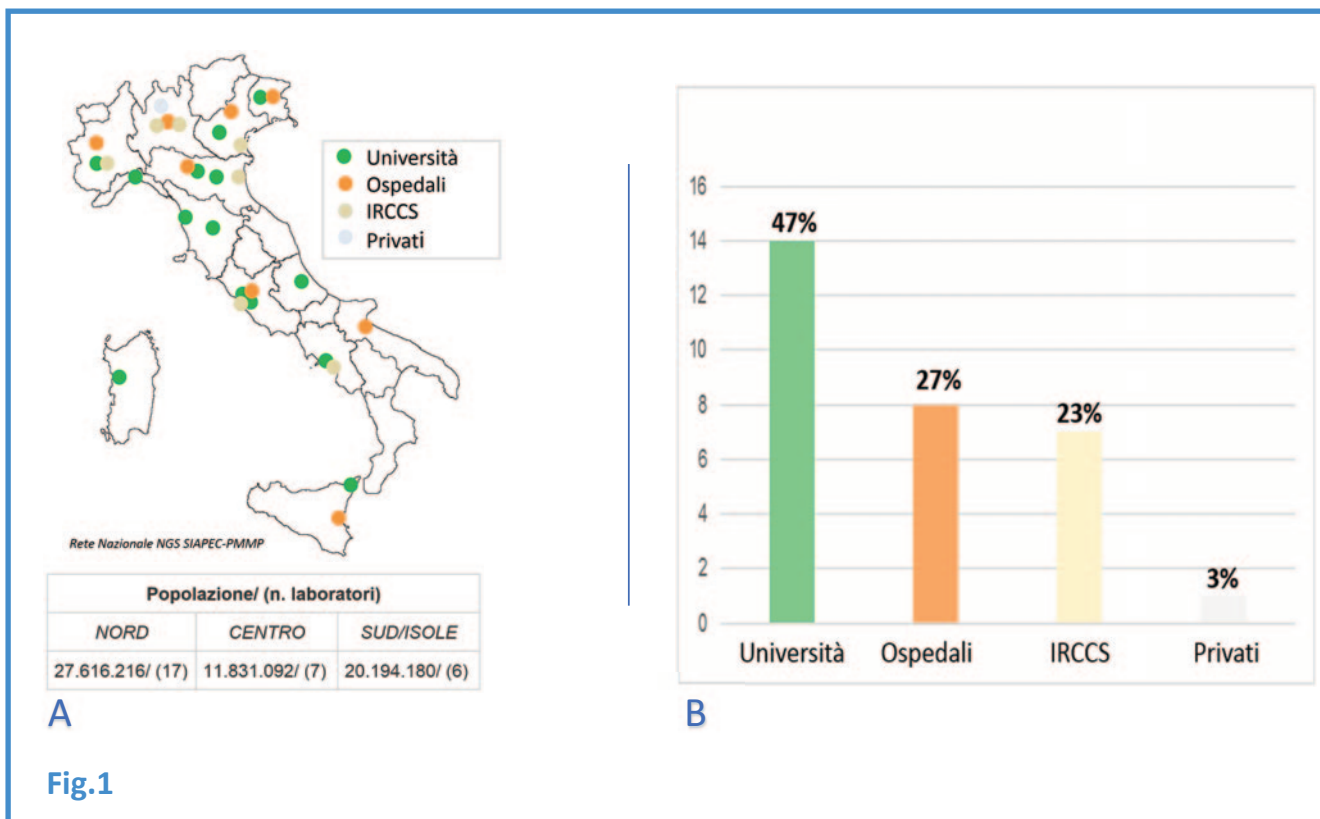 Università
Ospedali
IRCCS
Privati
Rete Nazionale NGS SIAPEC-PMMP
Popolazione/ (n. laboratori)
NORD CENTRO SUD/ISOLE
27.616.216/ (17) 11.831.092/ (7) 20.194.180/ (6)
A
16
14
12
10
8
6
4
2
0
47%
27%
23%
3%
Università Ospedali IRCCS Privati
B
Fig.1